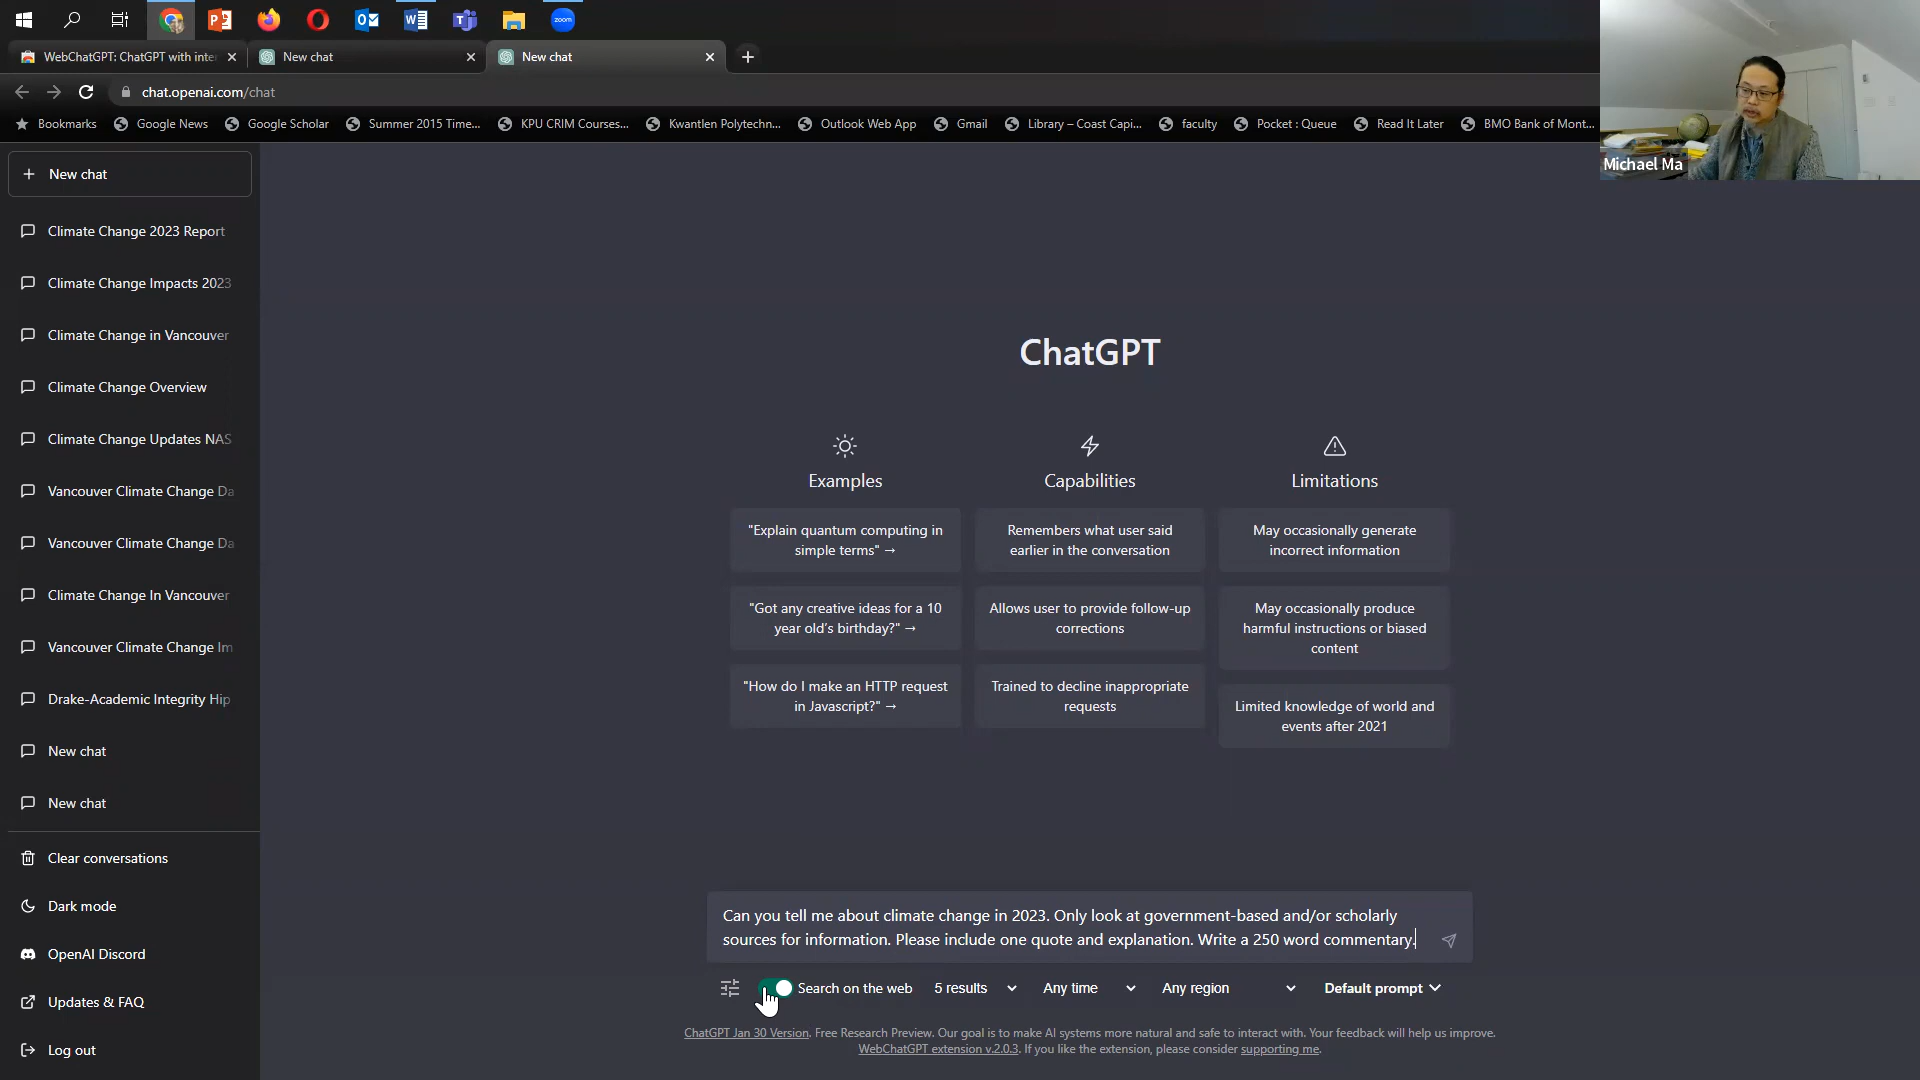 WebChatGPT: ChatGPT with inte
New chat
New chat
chat.openai.com/chat
Bookmarks
Google News
Google Scholar
Summer 2015 Time...
KPU CRIM Courses...
Kwantlen Polytechn...
Outlook Web App
Gmail
Library – Coast Capi...
faculty
Pocket : Queue
Read It Later
BMO Bank of Mont...
Michael Ma
New chat
Climate Change 2023 Report
Climate Change Impacts 2023
Climate Change in Vancouver
Climate Change Overview
Climate Change Updates NAS
Vancouver Climate Change Da
Vancouver Climate Change Da
Climate Change In Vancouver
Vancouver Climate Change Im
Drake-Academic Integrity Hip
New chat
New chat
Clear conversations
Dark mode
OpenAI Discord
Updates & FAQ
Log out
ChatGPT
Examples
"Explain quantum computing in
simple terms" →
"Got any creative ideas for a 10
year old's birthday?" →
"How do I make an HTTP request
in Javascript?" →
Capabilities
Remembers what user said
earlier in the conversation
Allows user to provide follow-up
corrections
Trained to decline inappropriate
requests
Limitations
May occasionally generate
incorrect information
May occasionally produce
harmful instructions or biased
content
Limited knowledge of world and
events after 2021
Can you tell me about climate change in 2023. Only look at government-based and/or scholarly
sources for information. Please include one quote and explanation. Write a 250 word commentary.
Search on the web
5 results
Any time
Any region
Default prompt
ChatGPT Jan 30 Version. Free Research Preview. Our goal is to make AI systems more natural and safe to interact with. Your feedback will help us improve.
WebChatGPT extension v.2.0.3. If you like the extension, please consider supporting me.
zoom